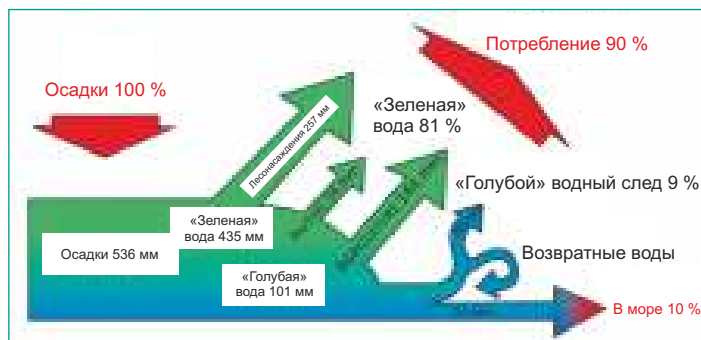 Потребление 90 %
Осадки 100 %
«Зеленая»
вода 81 %
Лесонасаждения 257 мм
«Голубой» водный след 9 %
«Зеленая»
вода 435 мм
Возвратные воды
Осадки 536 мм
«Голубая»
вода 101 мм
В море 10 %